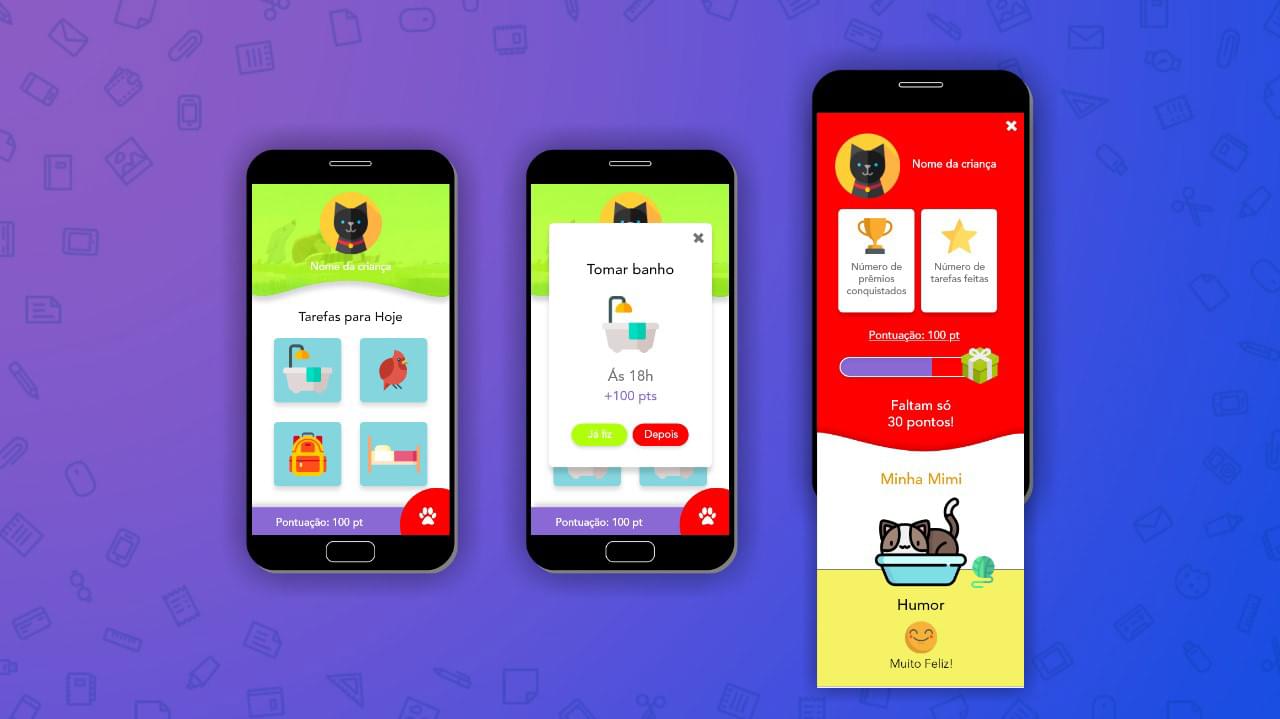 Nome da criança
Tarefas para Hoje
Pontuação: 100 pt
Tomar banho
Ás 18h
+100 pts
Já fiz
Depois
Pontuação: 100 pt
Nome da criança
Número de
prêmios
conquistados
Número de
tarefas feitas
Pontuação: 100 pt
Faltam só
30 pontos!
Minha Mimi
Humor
Muito Feliz!